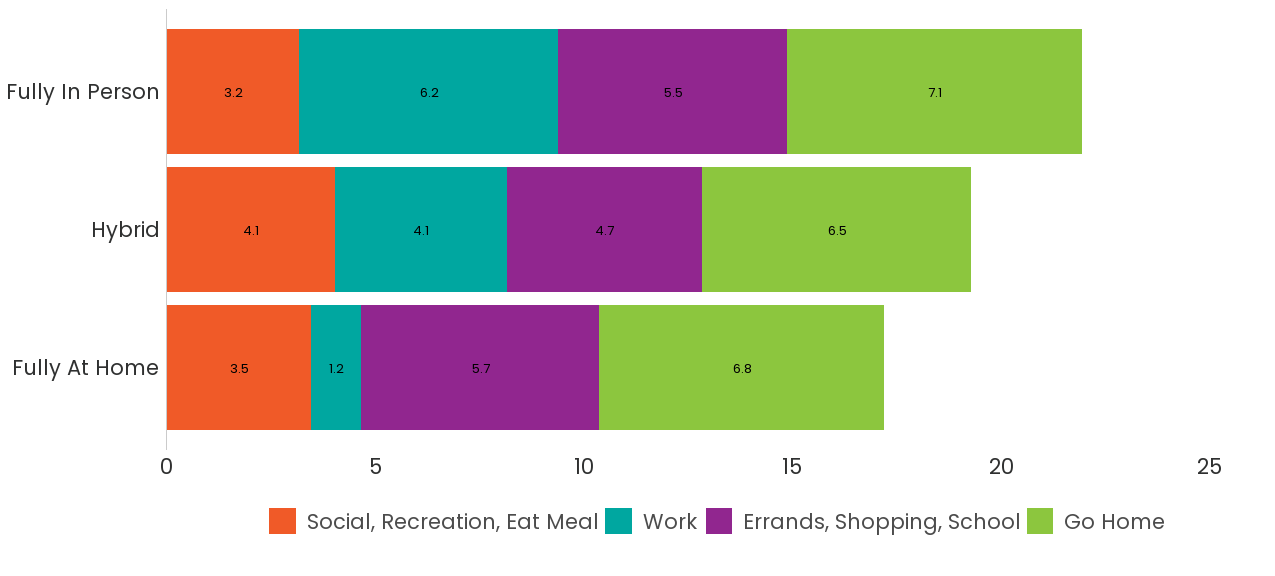 Fully In Person
3.2 6.2 5.5 7.1
Hybrid
4.1 4.1 4.7 6.5
Fully At Home
3.5 1.2 5.7 6.8
0 5 10 15 20 25
Social, Recreation, Eat Meal Work Errands, Shopping, School Go Home